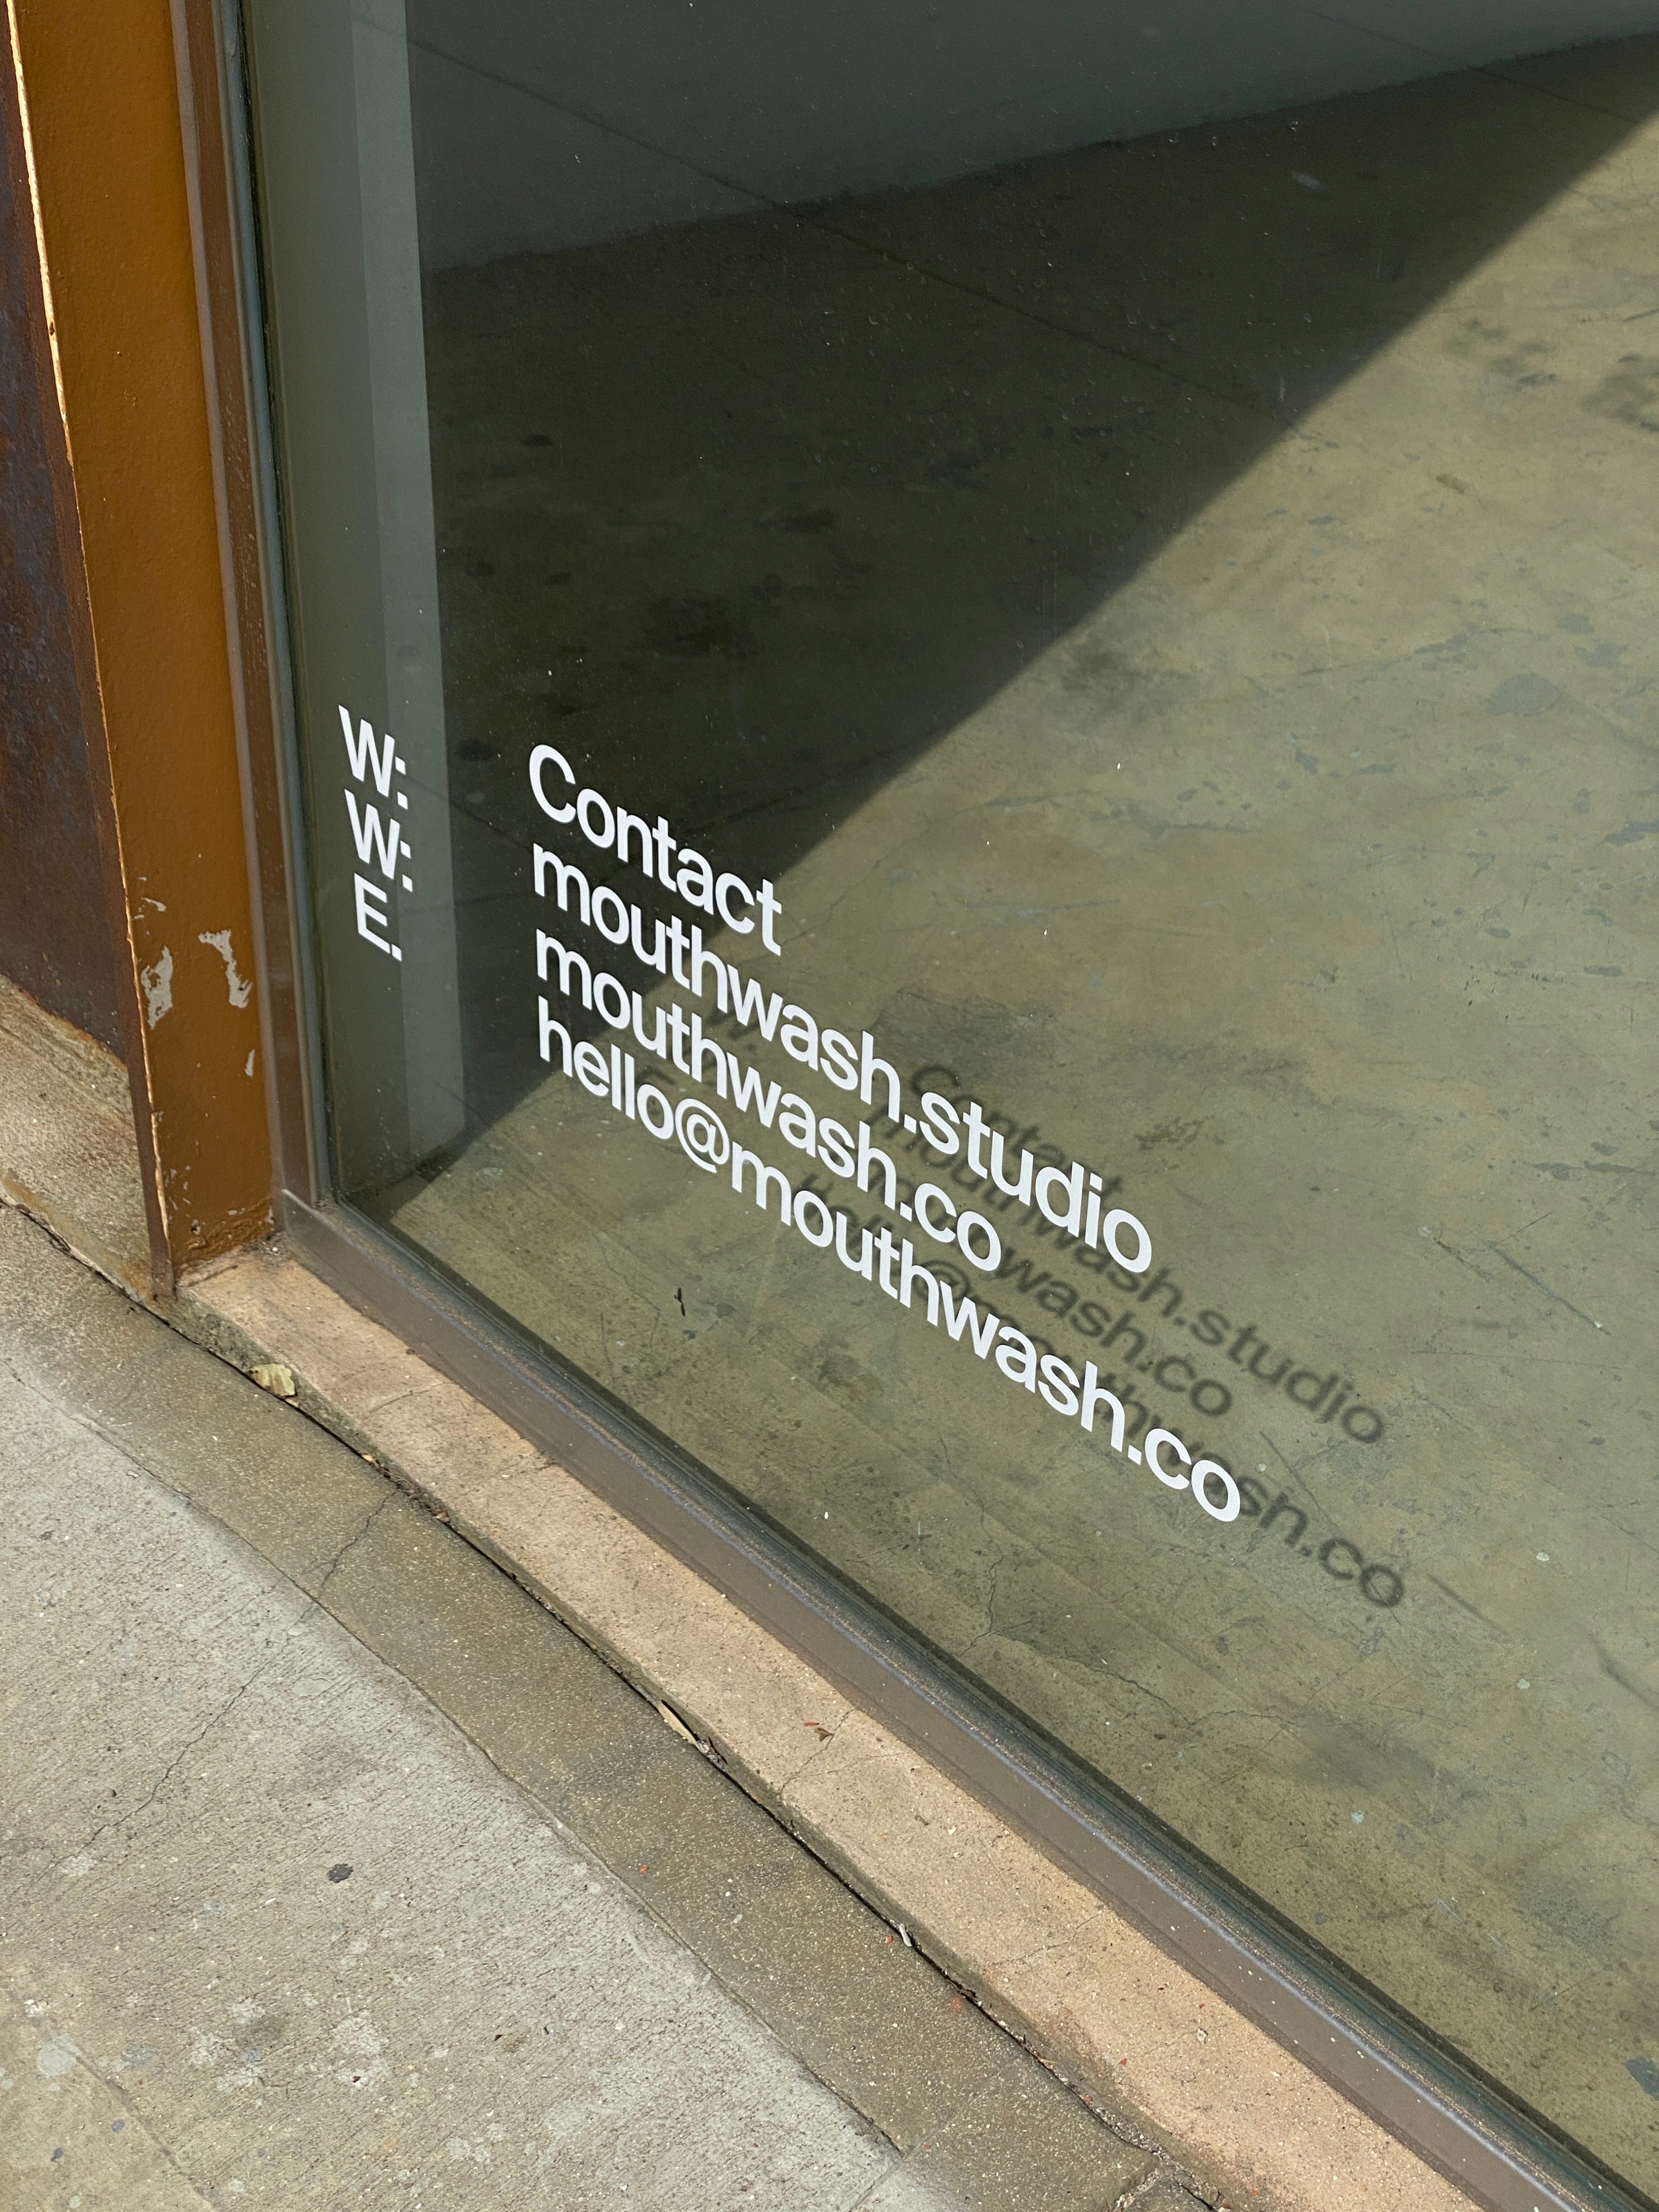 Contact
W: mouthwash.studio
W: mouthwash.co
E. hello@mouthwash.co